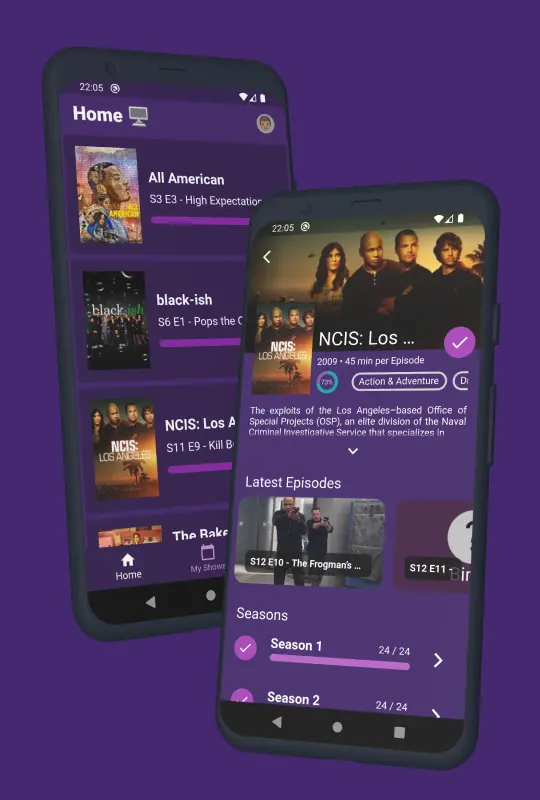 22:05
Home
ALL
AMERICAN
All American
S3 E3 - High Expectation
black-ish
black-ish
S6 E1 - Pops the
NCIS:
LOS ANGELES
NCIS: Los A
S11 E9 - Kill B
The Bake
Home
My Shows
22:05
NCIS:
LOS ANGELES
NCIS: Los ...
2009 • 45 min per Episode
73%
Action & Adventure
The exploits of the Los Angeles–based Office of
Special Projects (OSP), an elite division of the Naval
Criminal Investigative Service that specializes in
Latest Episodes
S12 E10 - The Frogman's ...
S12 E11 -
Seasons
Season 1
24 / 24
Season 2
24 / 24